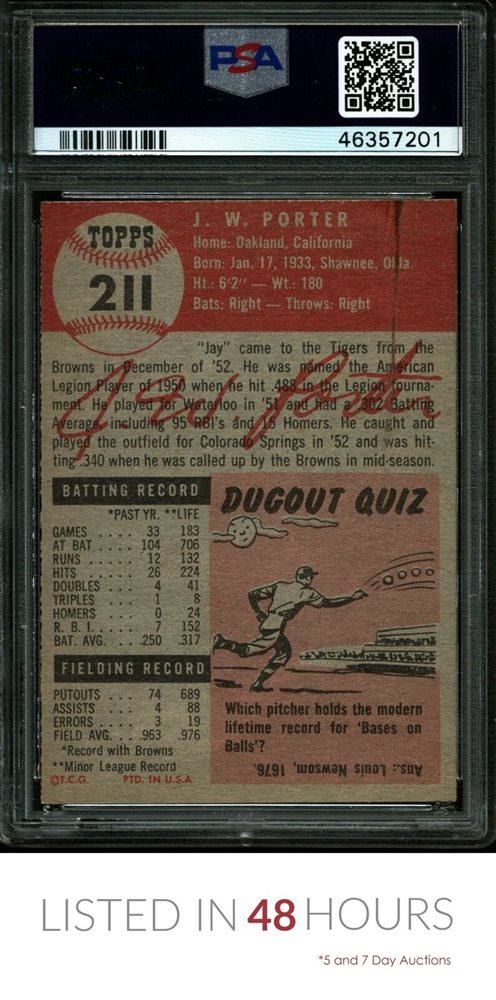 PSA
46357201
TOPPS
211
J. W. PORTER
Home: Oakland, California
Born: Jan. 17, 1933, Shawnee, Okla.
Ht.: 6'2" — Wt.: 180
Bats: Right — Throws: Right
"Jay" came to the Tigers from the
Browns in December of '52. He was named the American
Legion Player of 1950 when he hit .488 in the Legion tourna-
ment. He played for Waterloo in '51 and had a .302 Batting
Average, including 95 RBI's and 15 Homers. He caught and
played the outfield for Colorado Springs in '52 and was hit-
ting .340 when he was called up by the Browns in mid-season.
BATTING RECORD
*PAST YR. **LIFE
GAMES .... 33 183
AT BAT .... 104 706
RUNS ..... 12 132
HITS ..... 26 224
DOUBLES .. 4 41
TRIPLES ... 1 8
HOMERS .. 0 24
R. B. I. .... 7 152
BAT. AVG. .. .250 .317
FIELDING RECORD
PUTOUTS .. 74 689
ASSISTS ... 4 88
ERRORS ... 3 19
FIELD AVG. .. .963 .976
*Record with Browns
**Minor League Record
©T.C.G. PTD. IN U.S.A.
DUGOUT QUIZ
Which pitcher holds the modern
lifetime record for 'Bases on
Balls'?
Ans.: Louis Newsom, 1676.
LISTED IN 48 HOURS
*5 and 7 Day Auctions